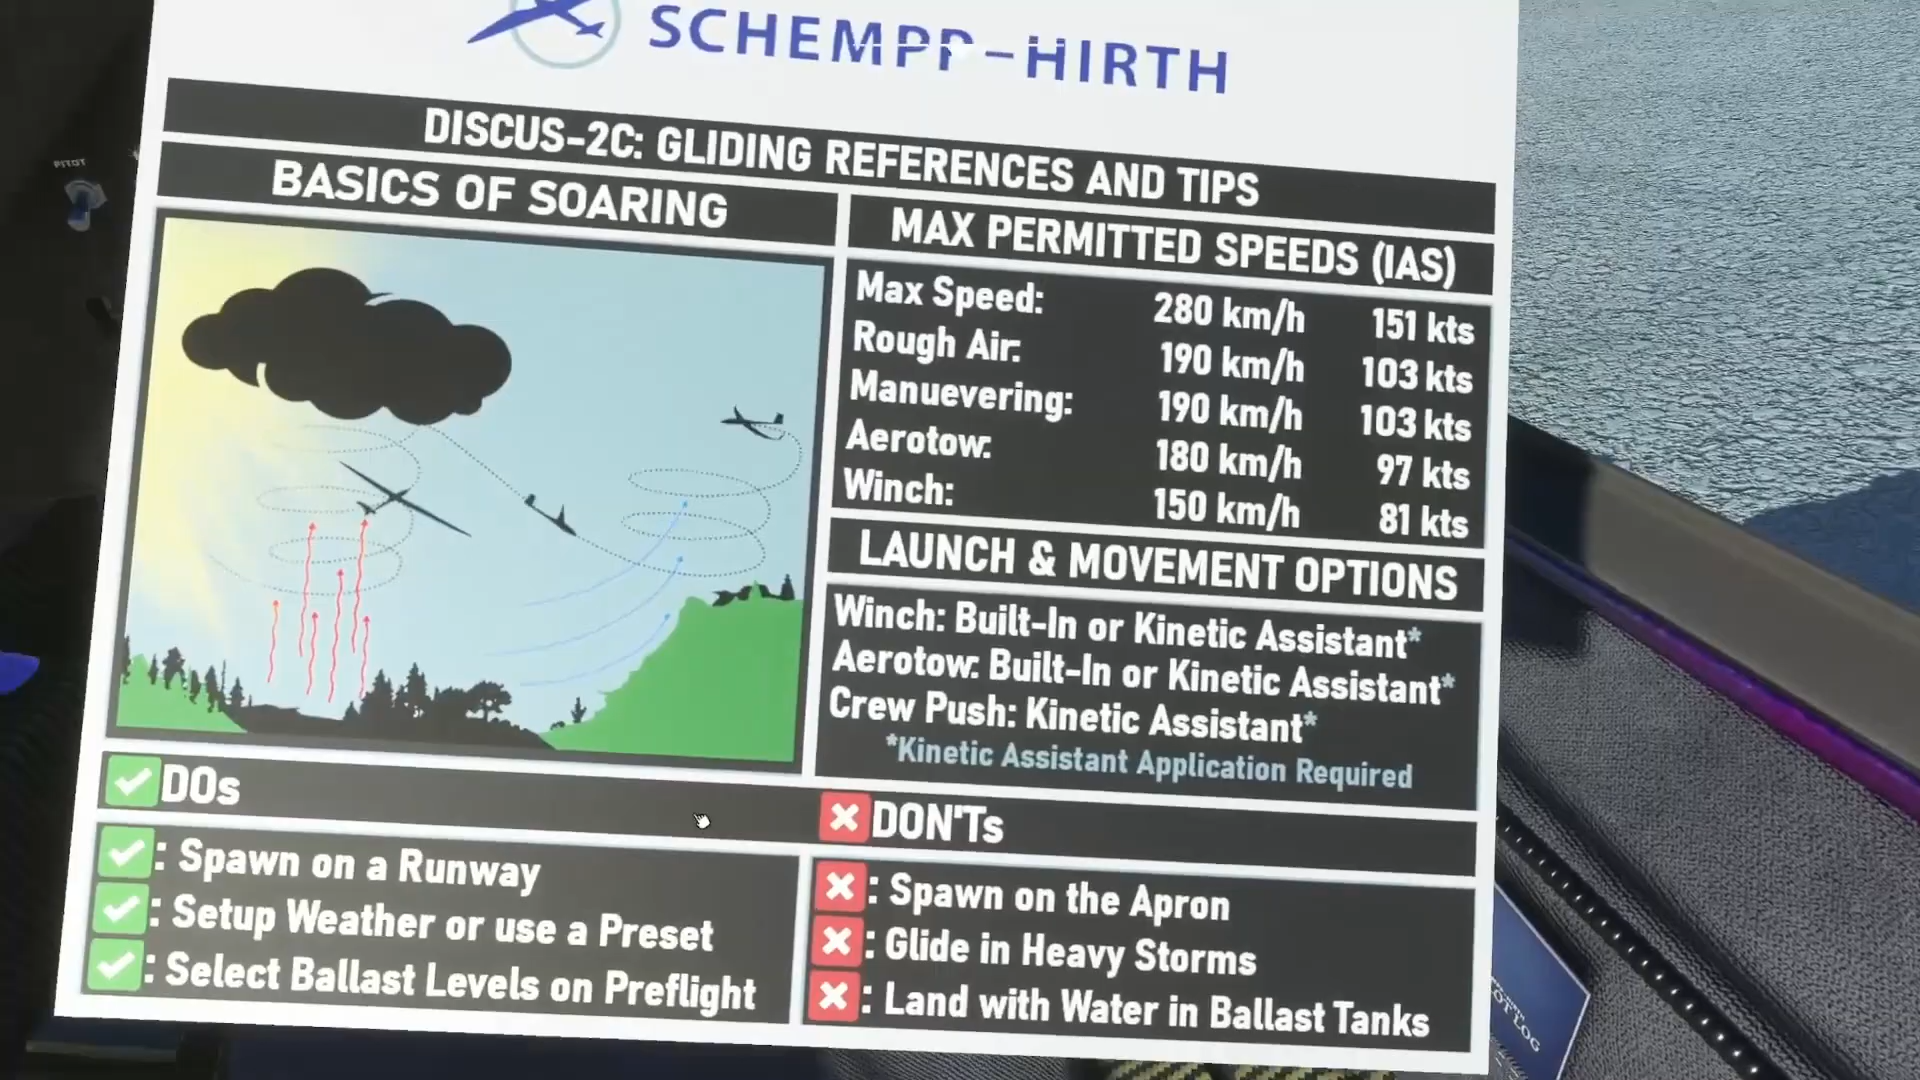 SCHEMPP-HIRTH
DISCUS-2C: GLIDING REFERENCES AND TIPS
BASICS OF SOARING
MAX PERMITTED SPEEDS (IAS)
Max Speed: 280 km/h 151 kts
Rough Air: 190 km/h 103 kts
Manuevering: 190 km/h 103 kts
Aerotow: 180 km/h 97 kts
Winch: 150 km/h 81 kts
LAUNCH & MOVEMENT OPTIONS
Winch: Built-In or Kinetic Assistant*
Aerotow: Built-In or Kinetic Assistant*
Crew Push: Kinetic Assistant*
*Kinetic Assistant Application Required
DOs
: Spawn on a Runway
: Setup Weather or use a Preset
: Select Ballast Levels on Preflight
DON'Ts
: Spawn on the Apron
: Glide in Heavy Storms
: Land with Water in Ballast Tanks
PITOT